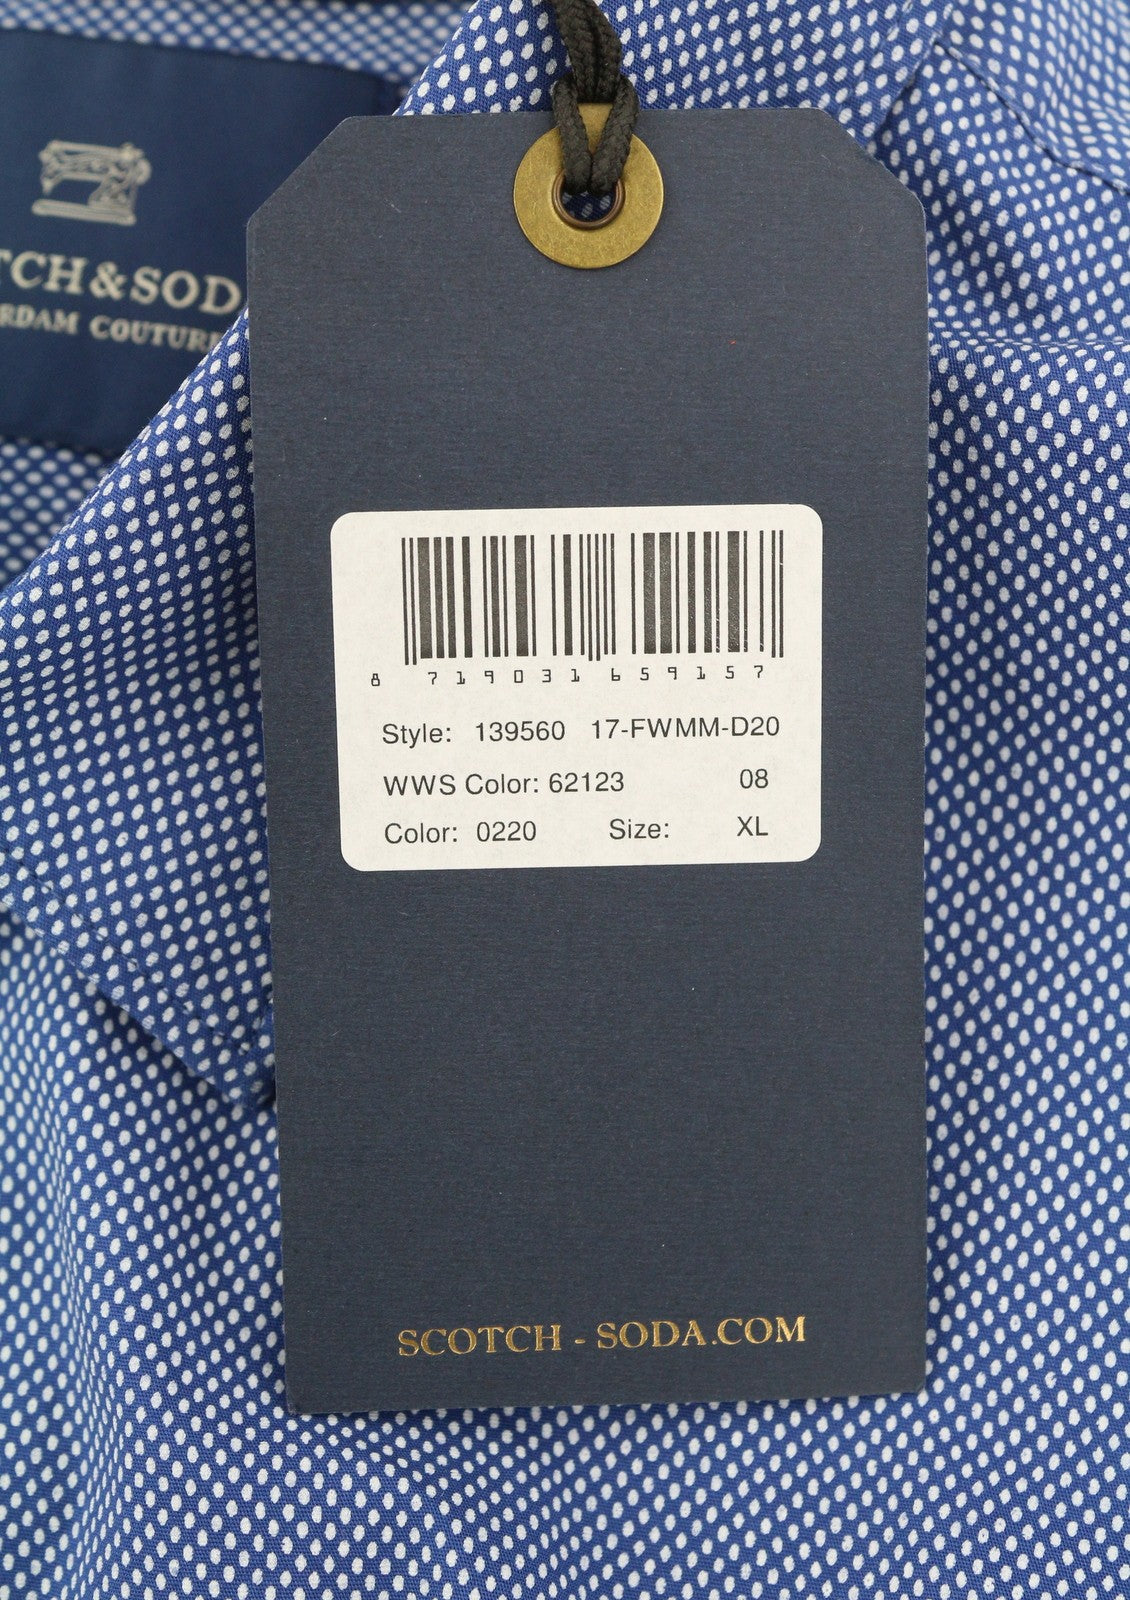 TCH & SOD
RDAM COUTUR
8 719031 659157
Style: 139560 17-FWMM-D20
WWS Color: 62123 08
Color: 0220 Size: XL
SCOTCH - SODA.COM